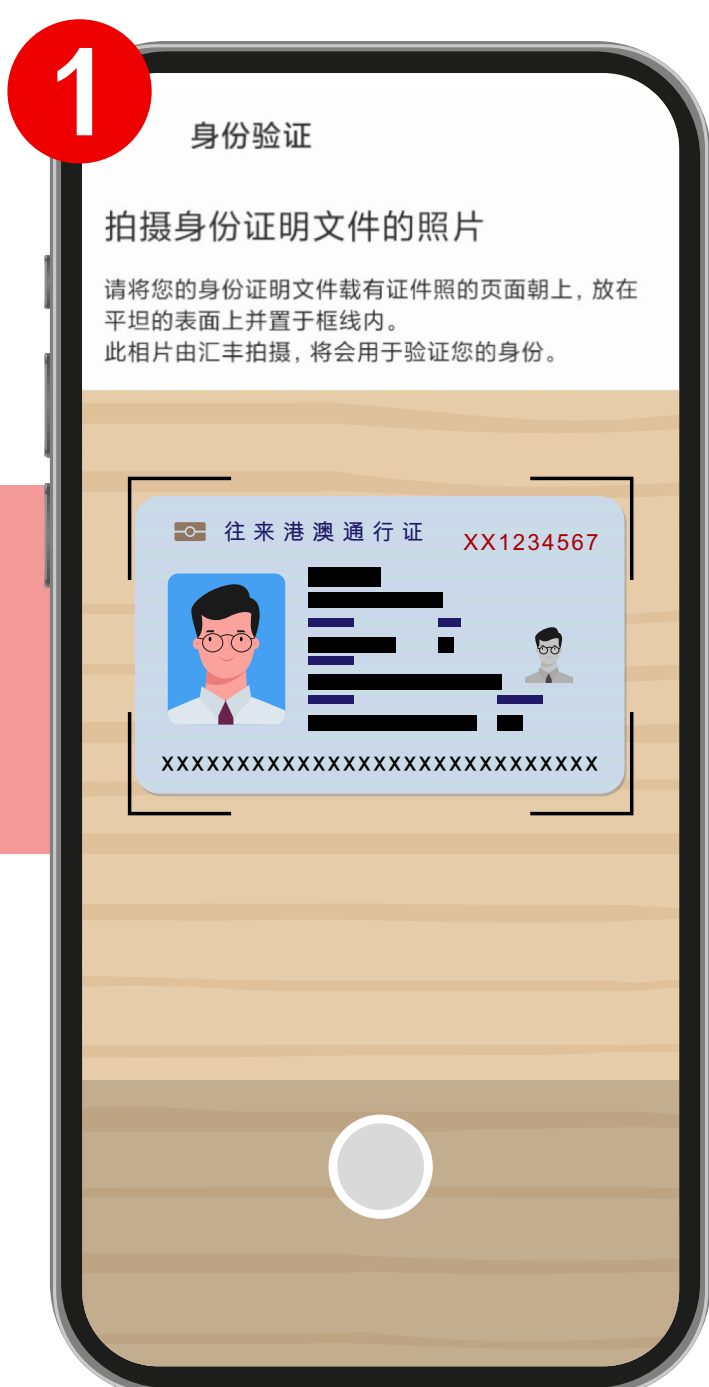 1
身份验证
拍摄身份证明文件的照片
请将您的身份证明文件载有证件照的页面朝上，放在
平坦的表面上并置于框线内。
此相片由汇丰拍摄，将会用于验证您的身份。
往来港澳通行证
XX1234567
XXXXXXXXXXXXXXXXXXXXXXXXXXXXX